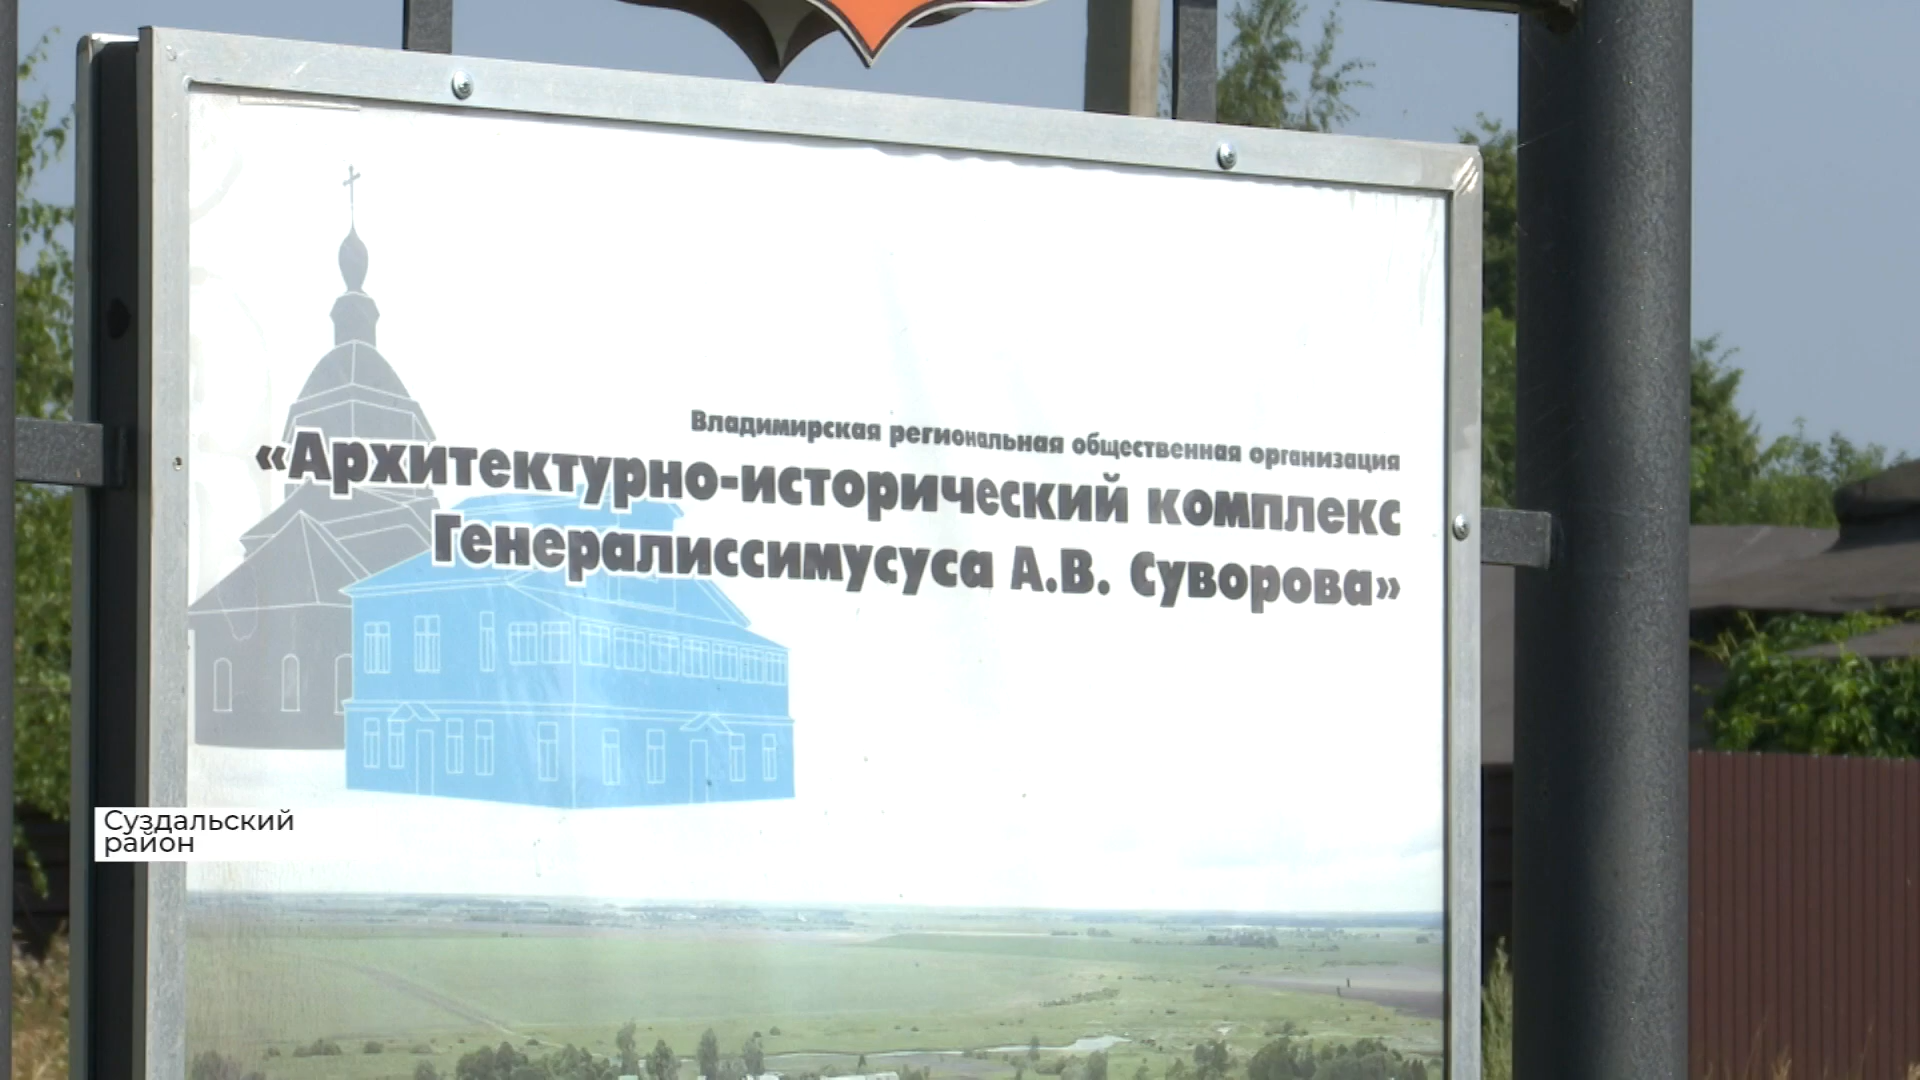 Владимирская региональная общественная организация
«Архитектурно-исторический комплекс
Генералиссимусуса А.В. Суворова»
Суздальский
район